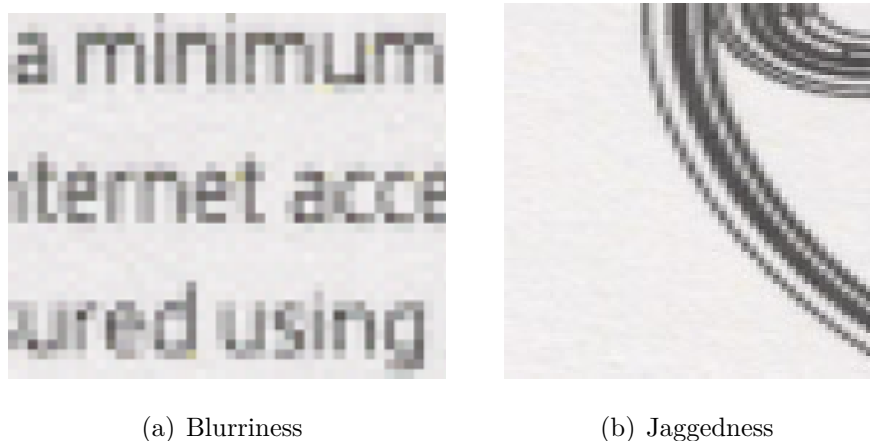 a minimum
nternet acce
ured using
(a) Blurriness
(b) Jaggedness